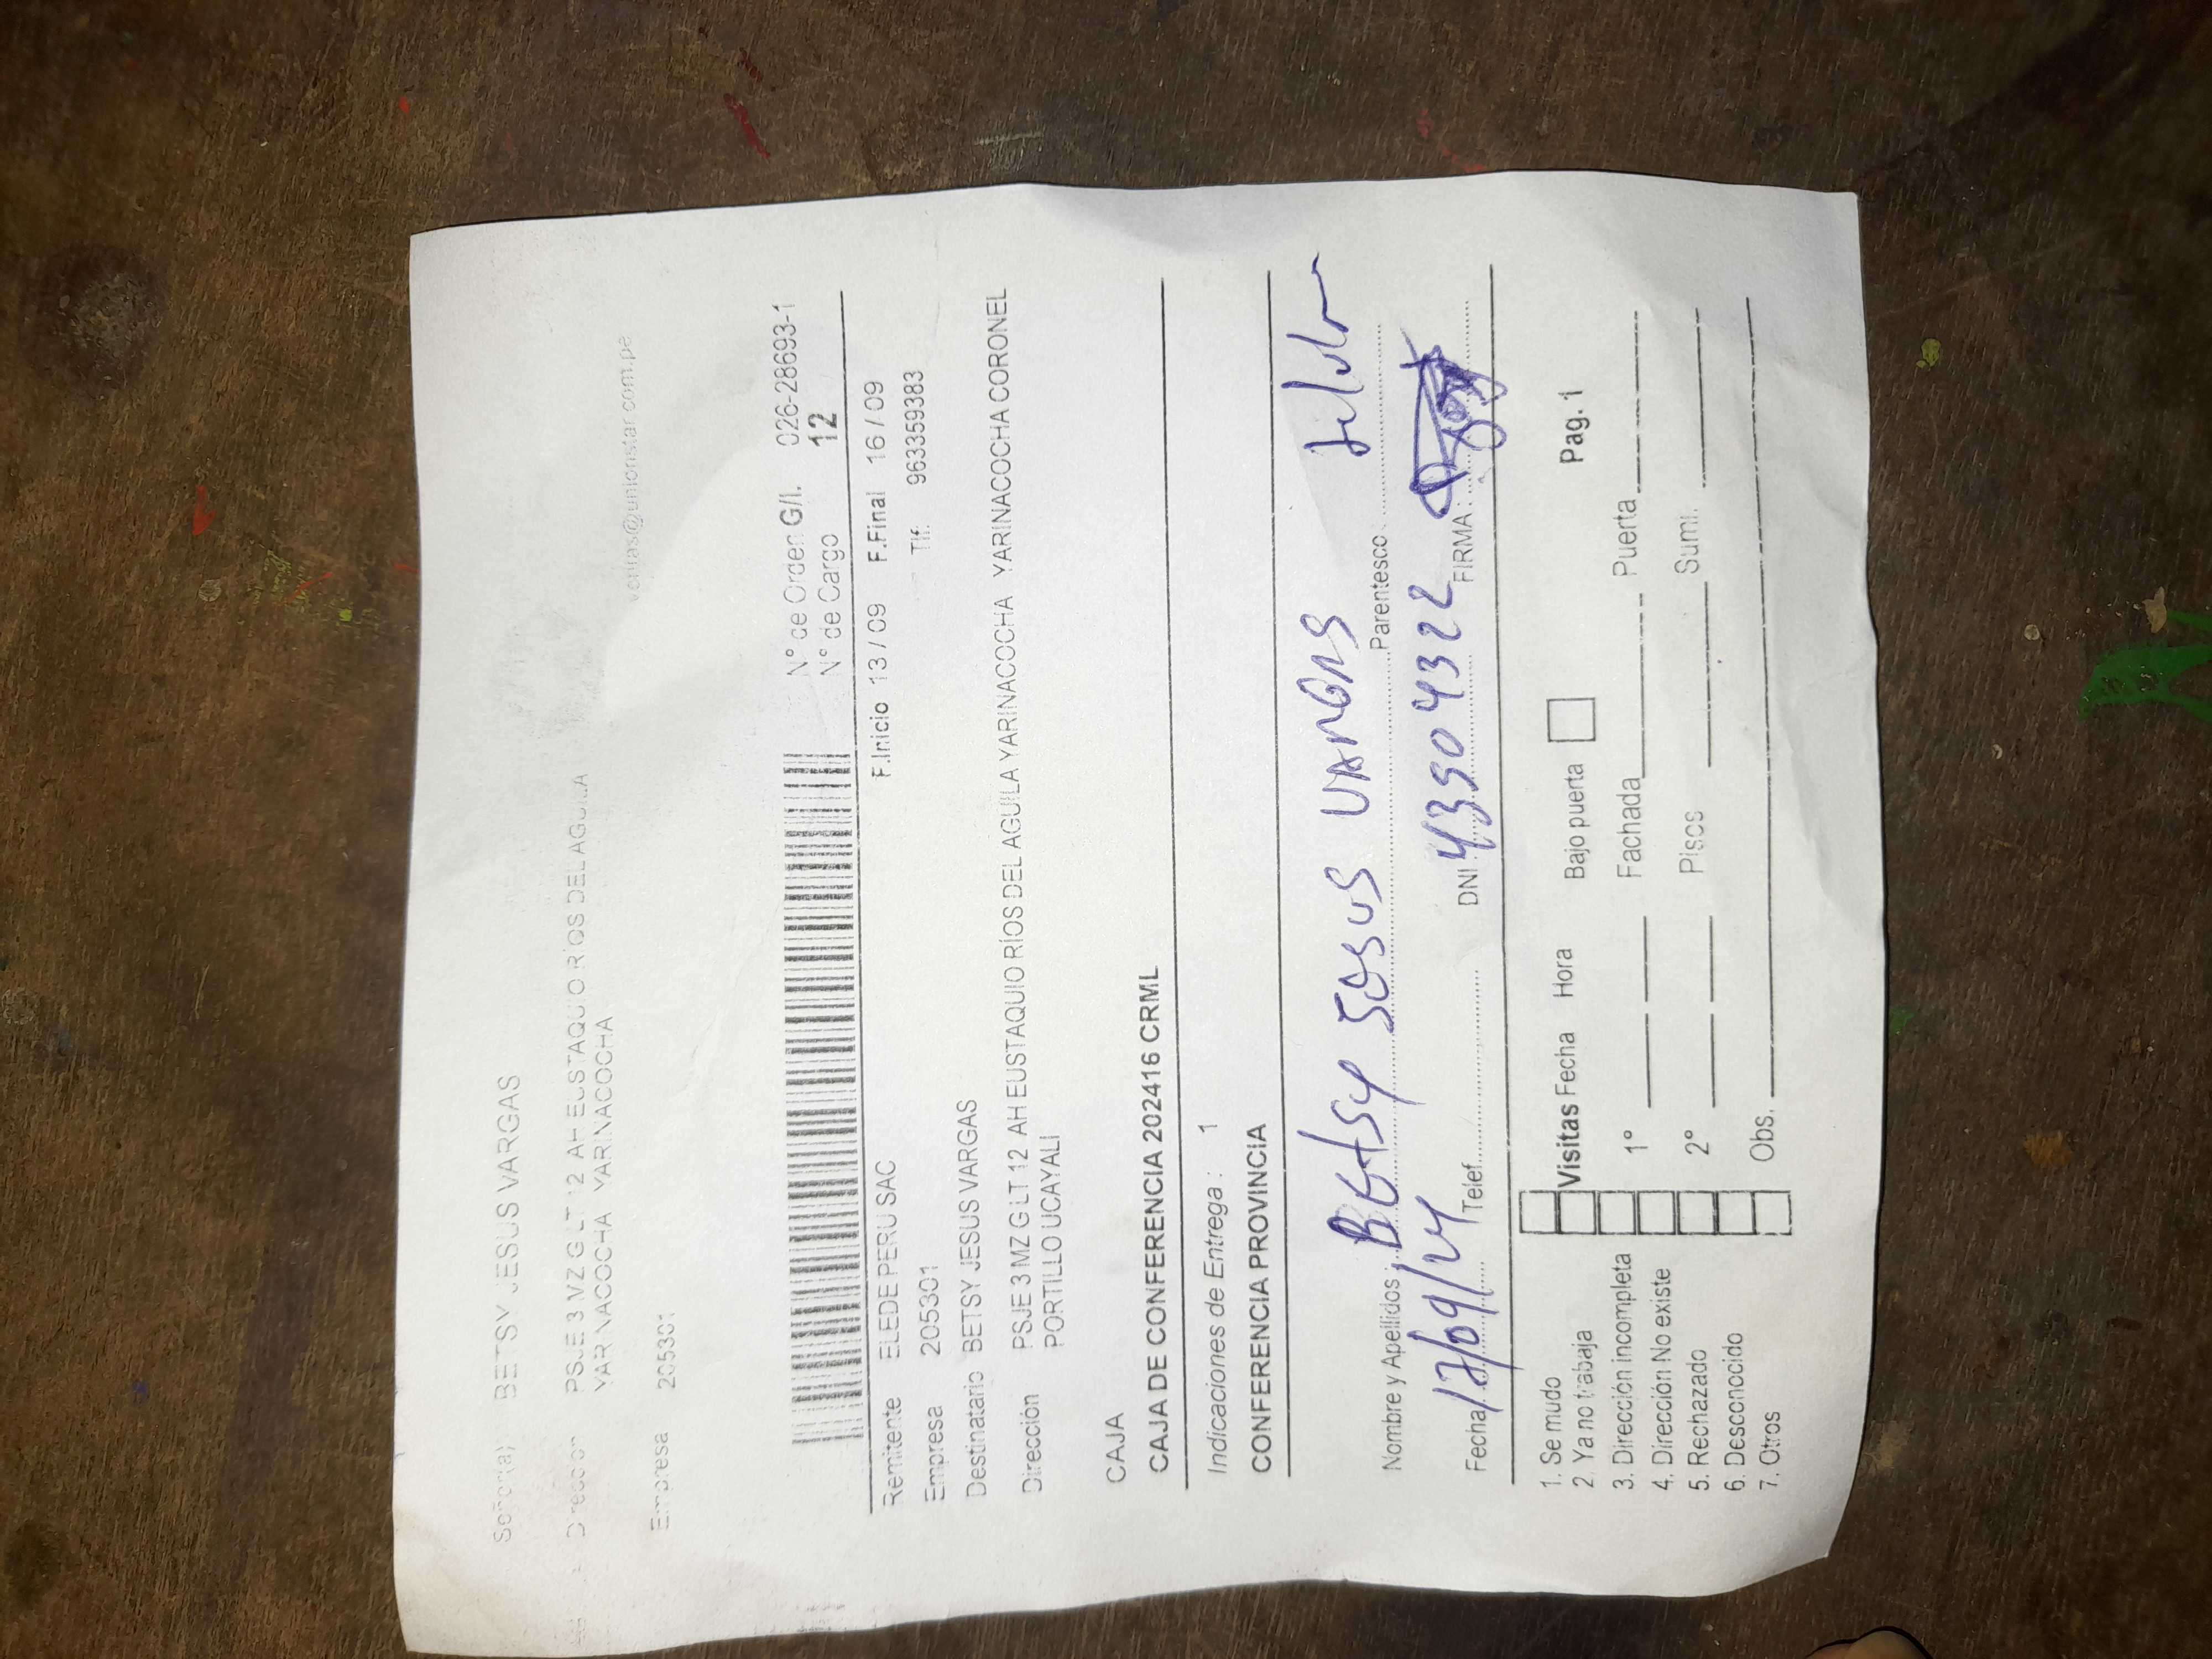 ventas@unionstar.com.pe
Señor(a): BETSY JESUS VARGAS
Dirección PSJE 3 MZ G LT 12 AH EUSTAQUIO RIOS DEL AGUILA
YARINACOCHA YARINACOCHA
Empresa 205301
N° de Orden G/I. 026-28693-1
N° de Cargo 12
F.Inicio 13 / 09 F.Final 16 / 09
Remitente ELEDE PERU SAC
Empresa 205301 Tlf. 963359383
Destinatario BETSY JESUS VARGAS
Dirección PSJE 3 MZ G LT 12 AH EUSTAQUIO RÍOS DEL AGUILA YARINACOCHA YARINACOCHA CORONEL
PORTILLO UCAYALI
CAJA
CAJA DE CONFERENCIA 202416 CRML
Indicaciones de Entrega : 1
CONFERENCIA PROVINCIA
Nombre y Apellidos : Betsy Jesus VARGAS Parentesco : titular
Fecha 17/09/24 Telef. DNI 43504322 FIRMA :
1. Se mudo Visitas Fecha Hora Bajo puerta Pag. 1
2. Ya no trabaja
3. Dirección incompleta 1° Fachada Puerta
4. Dirección No existe
5. Rechazado 2° Pisos Sumi.
6. Desconocido
7. Otros Obs.